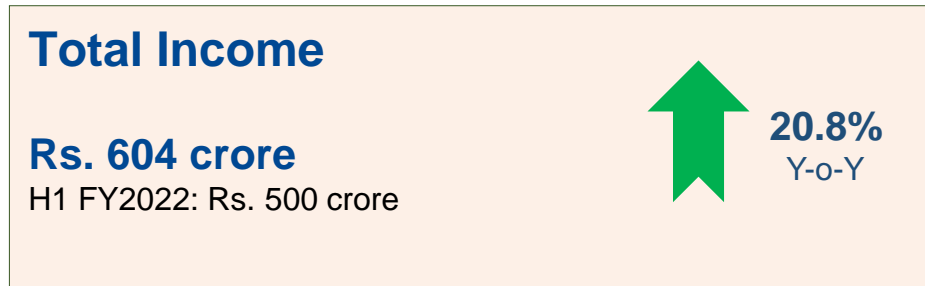 Total Income
Rs. 604 crore
H1 FY2022: Rs. 500 crore
20.8%
Y-o-Y